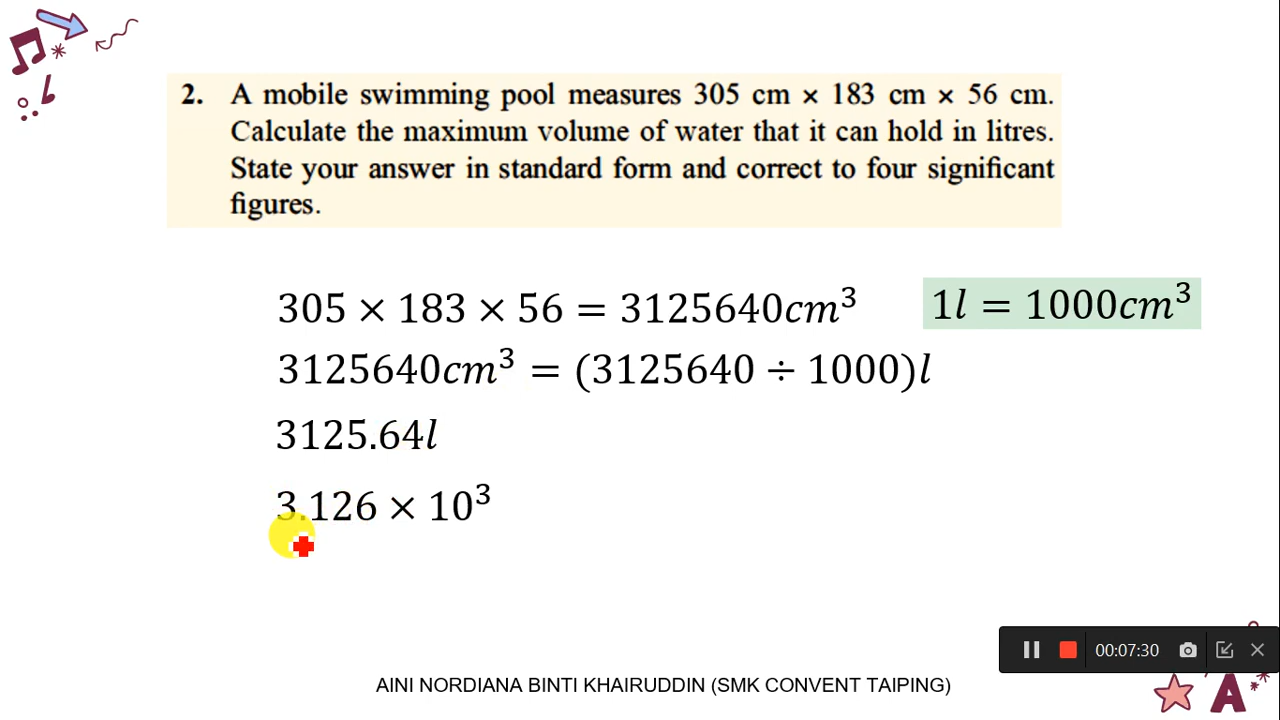 2. A mobile swimming pool measures 305 cm × 183 cm × 56 cm.
Calculate the maximum volume of water that it can hold in litres.
State your answer in standard form and correct to four significant
figures.
305 × 183 × 56 = 3125640cm³
1l = 1000cm³
3125640cm³ = (3125640 ÷ 1000)l
3125.64l
3.126 × 10³
00:07:30
AINI NORDIANA BINTI KHAIRUDDIN (SMK CONVENT TAIPING)
A